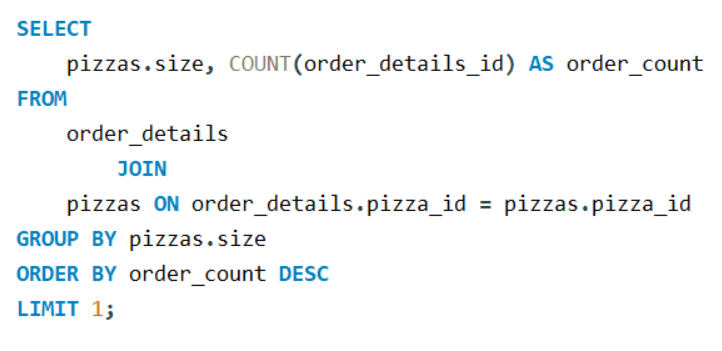 SELECT
    pizzas.size, COUNT(order_details_id) AS order_count
FROM
    order_details
        JOIN
    pizzas ON order_details.pizza_id = pizzas.pizza_id
GROUP BY pizzas.size
ORDER BY order_count DESC
LIMIT 1;